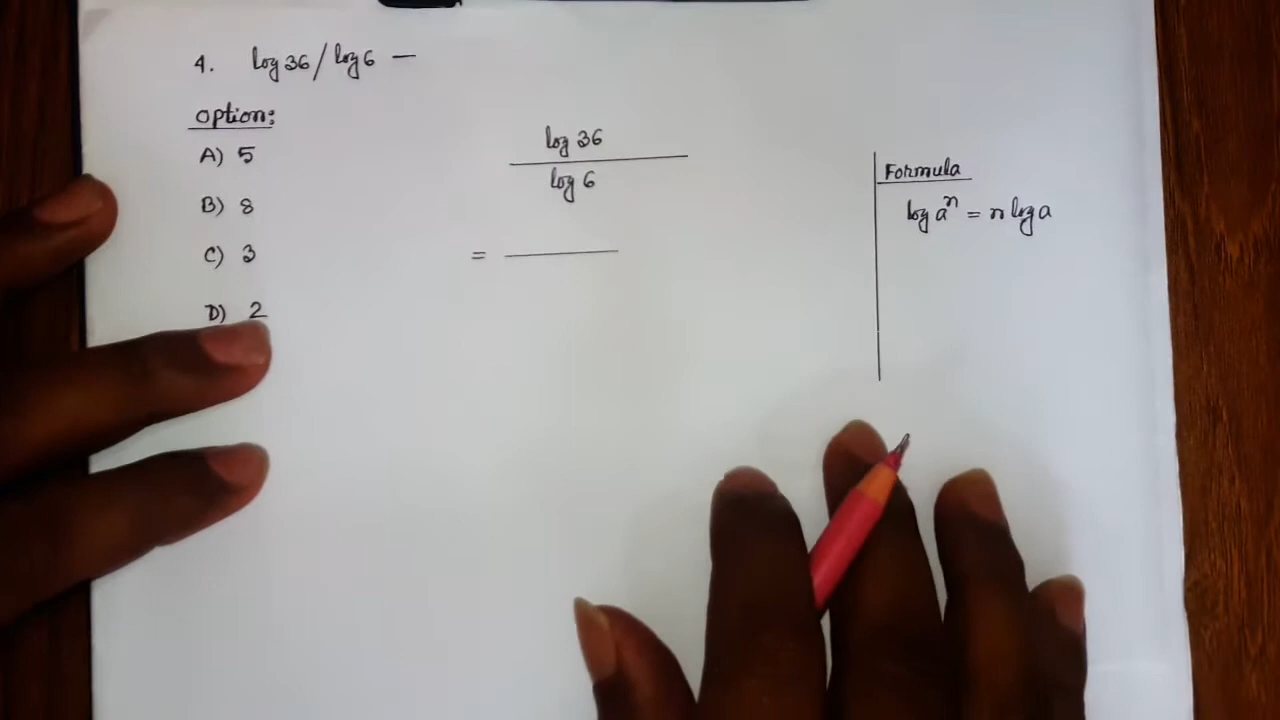 4. log 36 / log 6 —
option:
A) 5
B) 8
C) 3
D) 2
log 36
log 6
=
Formula
log aⁿ = n log a